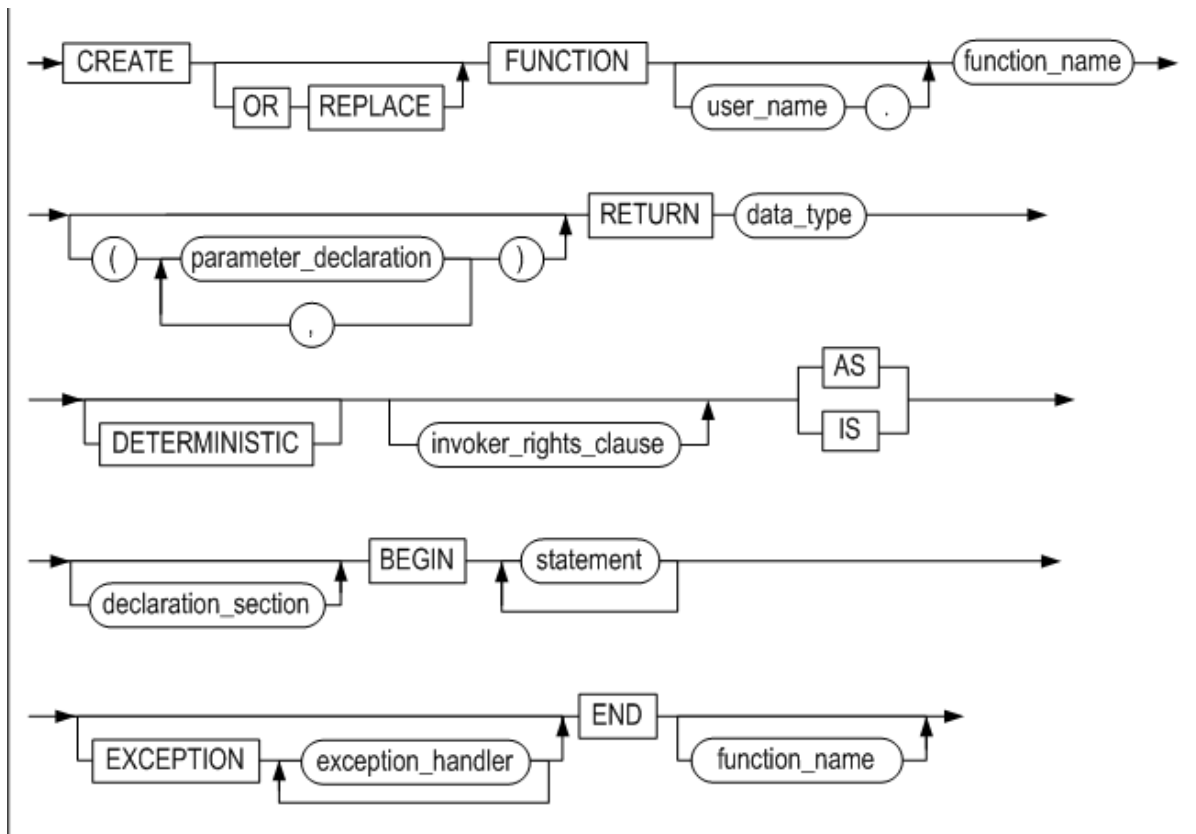 CREATE FUNCTION function_name
OR REPLACE user_name .
RETURN data_type
( parameter_declaration )
,
AS
DETERMINISTIC invoker_rights_clause IS
BEGIN statement
declaration_section
END
EXCEPTION exception_handler function_name